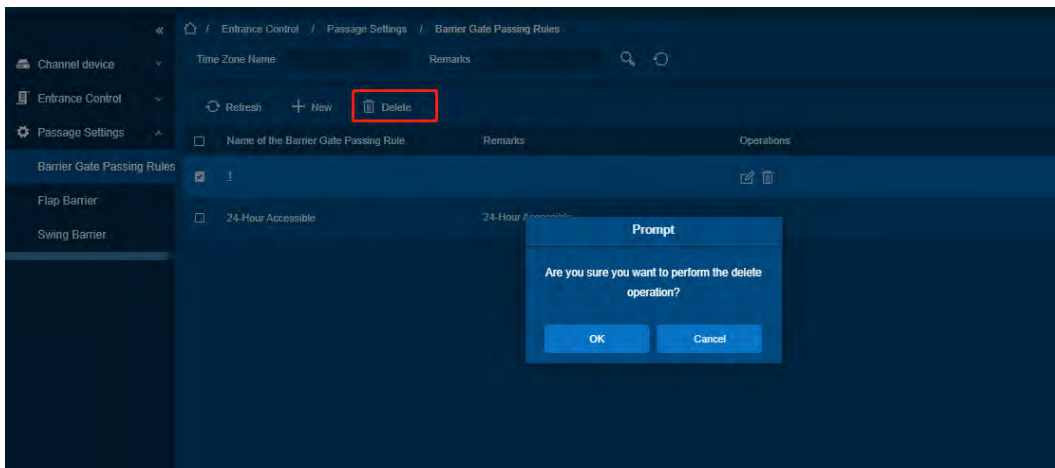 « / Entrance Control / Passage Settings / Barrier Gate Passing Rules
Channel device
Entrance Control
Passage Settings
Barrier Gate Passing Rules
Flap Barrier
Swing Barrier
Time Zone Name Remarks
Refresh New Delete
Name of the Barrier Gate Passing Rule Remarks Operations
1
24-Hour Accessible 24-Hour
Prompt
Are you sure you want to perform the delete
operation?
OK Cancel